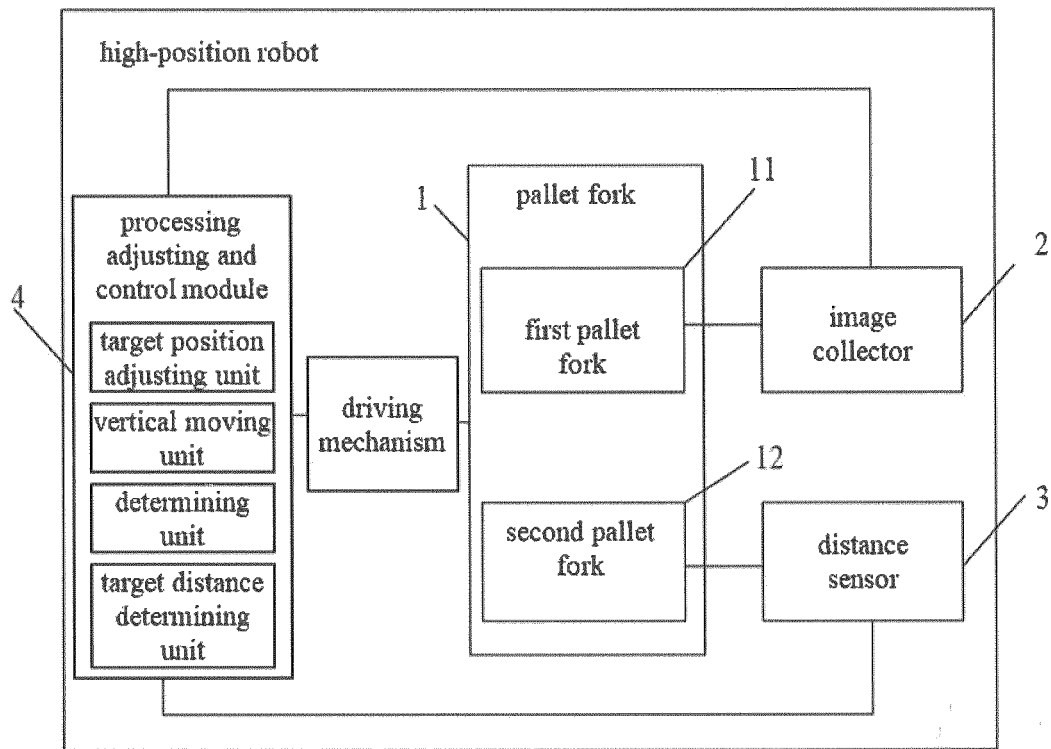 high-position robot
processing
adjusting and
control module
target position
adjusting unit
vertical moving
unit
determining
unit
target distance
determining
unit
4
driving
mechanism
1
pallet fork
11
first pallet
fork
12
second pallet
fork
image
collector
2
distance
sensor
3